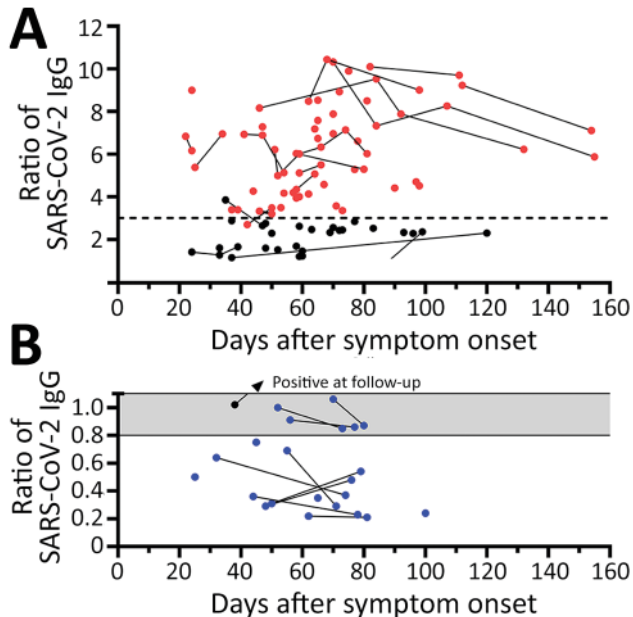 A
Ratio of
SARS-CoV-2 IgG
12
10
8
6
4
2
0 20 40 60 80 100 120 140 160
Days after symptom onset
B
Positive at follow-up
Ratio of
SARS-CoV-2 IgG
1.0
0.8
0.6
0.4
0.2
0
0 20 40 60 80 100 120 140 160
Days after symptom onset